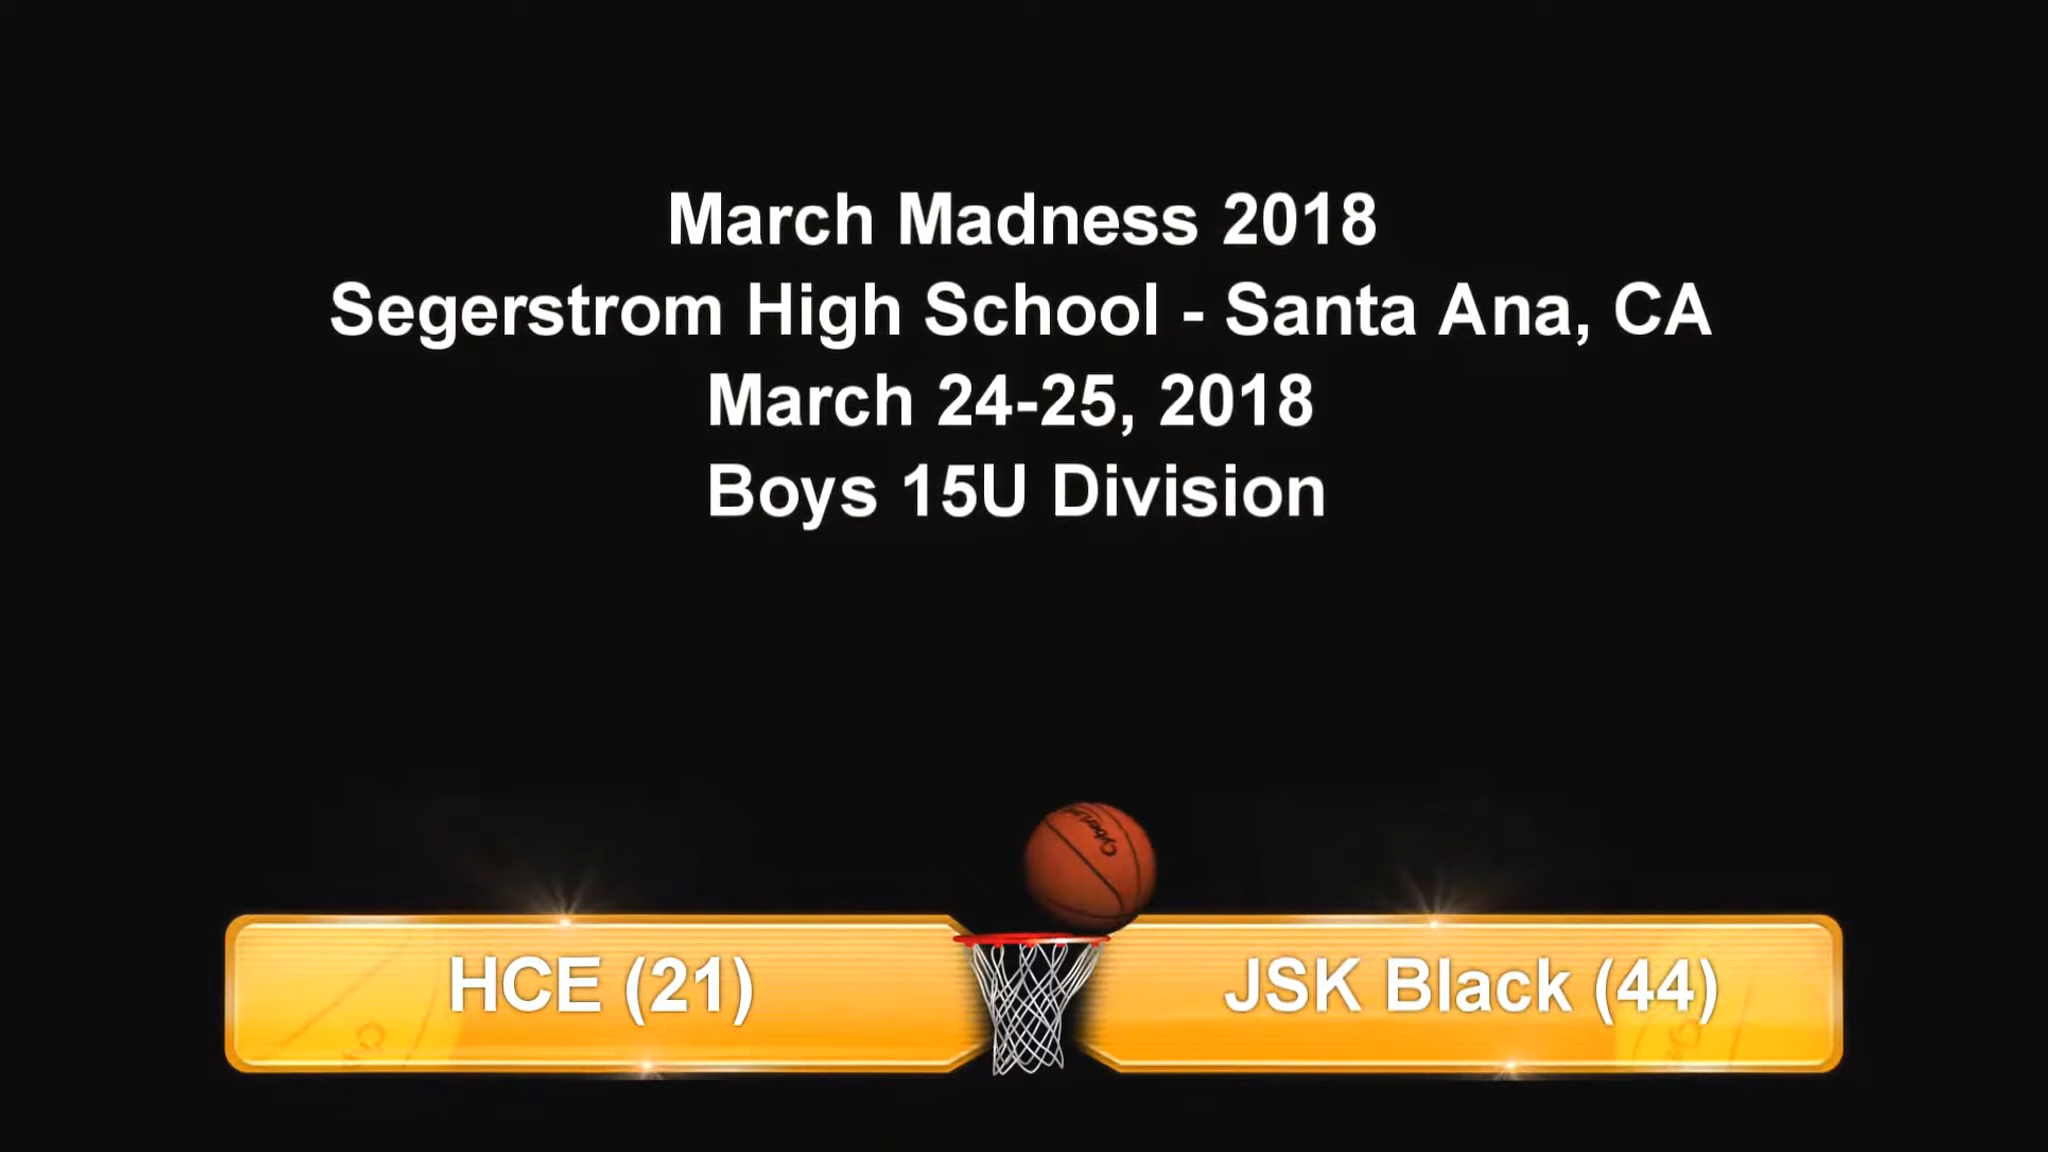 March Madness 2018
Segerstrom High School - Santa Ana, CA
March 24-25, 2018
Boys 15U Division
HCE (21)
JSK Black (44)